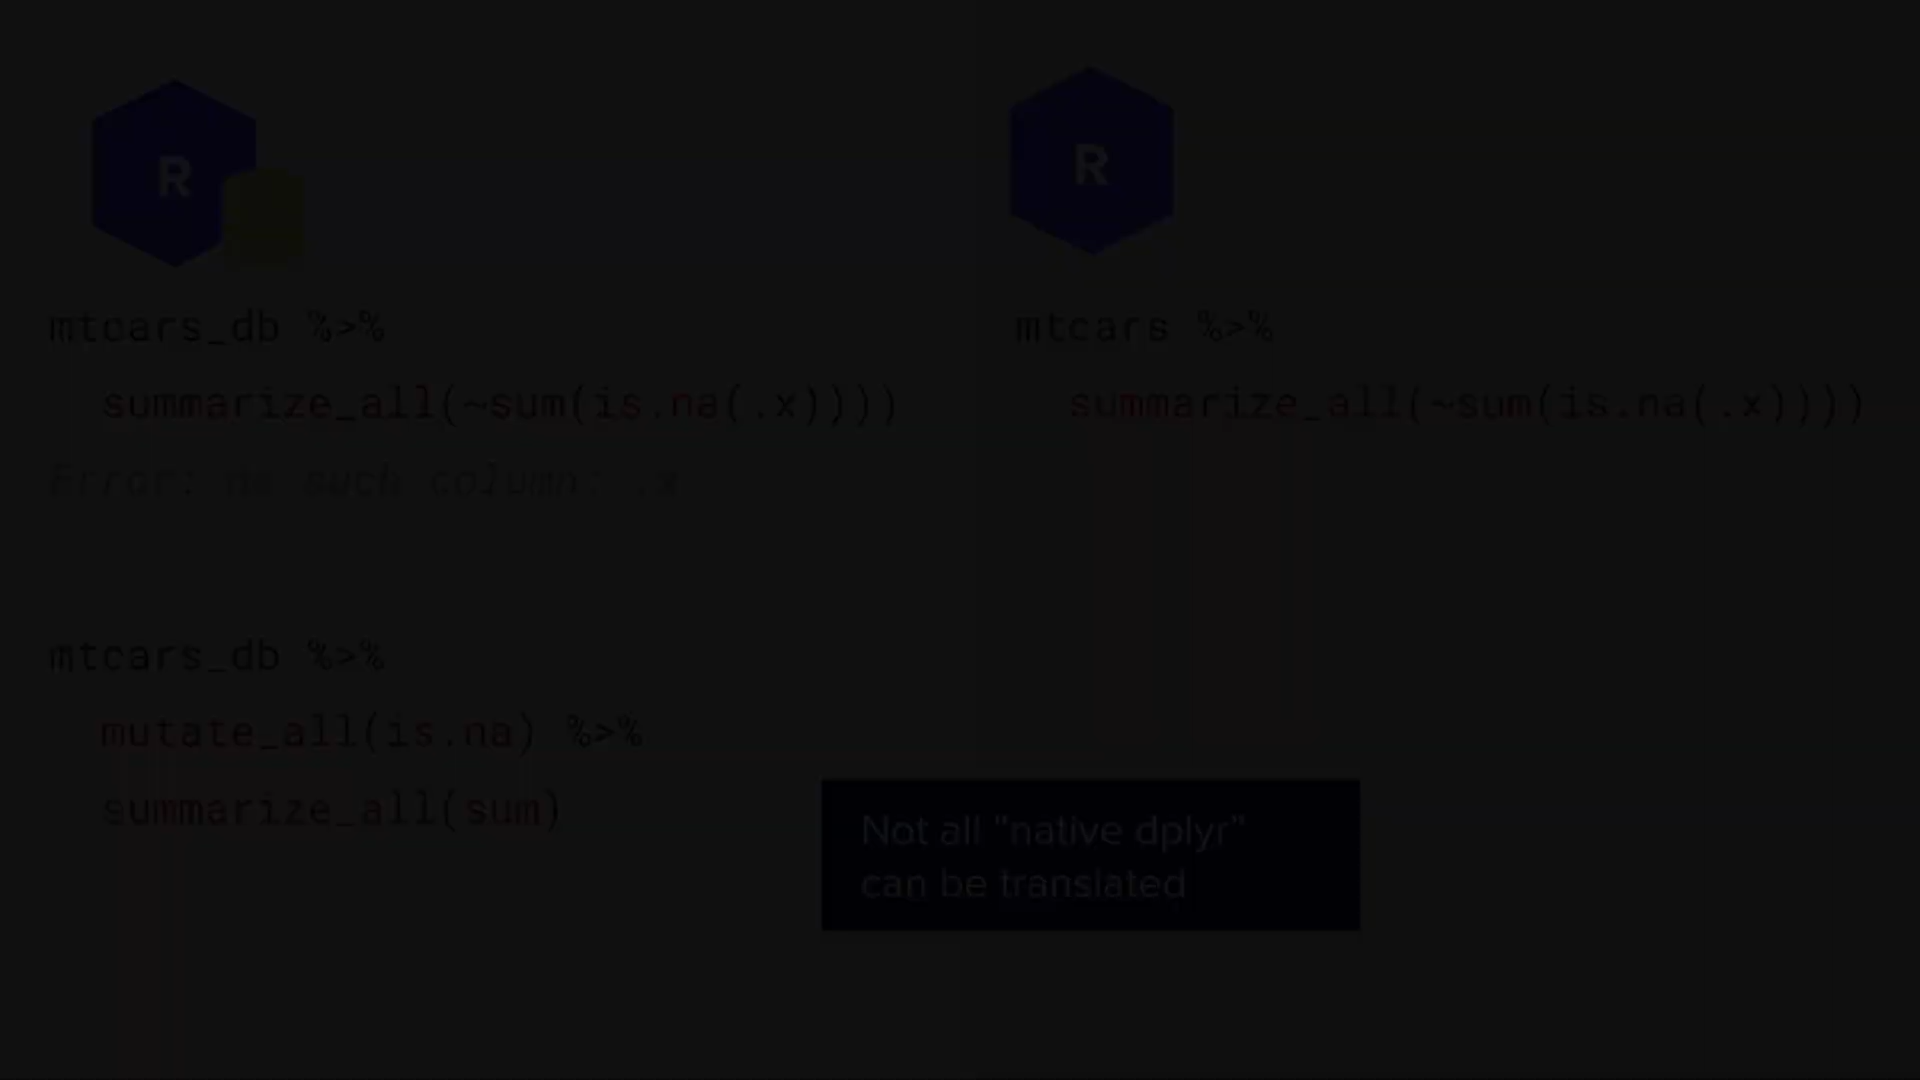 R
mtcars_db %>%
summarize_all(~sum(is.na(.x))))
Error: no such column: .x
mtcars_db %>%
mutate_all(is.na) %>%
summarize_all(sum)
R
mtcars %>%
summarize_all(~sum(is.na(.x))))
Not all "native dplyr"
can be translated